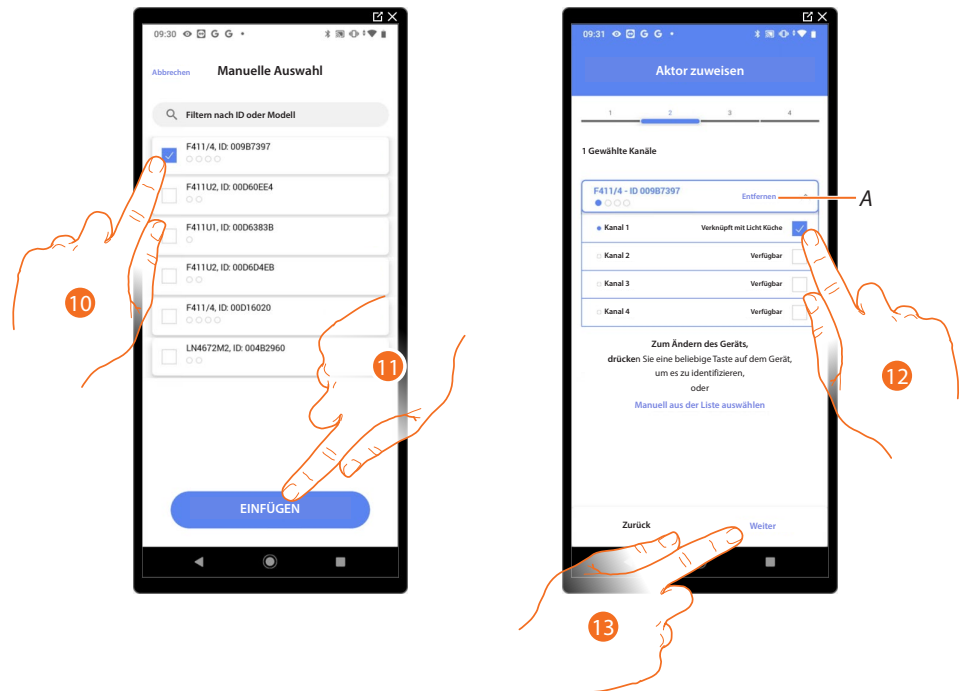 09:30 G G
Abbrechen Manuelle Auswahl
Filtern nach ID oder Modell
F411/4, ID: 009B7397
F411U2, ID: 00D60EE4
F411U1, ID: 00D6383B
F411U2, ID: 00D6D4EB
F411/4, ID: 00D16020
LN4672M2, ID: 004B2960
EINFÜGEN
10
11
09:31 G G
Aktor zuweisen
1 2 3 4
1 Gewählte Kanäle
F411/4 - ID 009B7397 Entfernen
A
Kanal 1 Verknüpft mit Licht Küche
Kanal 2 Verfügbar
Kanal 3 Verfügbar
Kanal 4 Verfügbar
Zum Ändern des Geräts,
drücken Sie eine beliebige Taste auf dem Gerät,
um es zu identifizieren,
oder
Manuell aus der Liste auswählen
12
Zurück Weiter
13